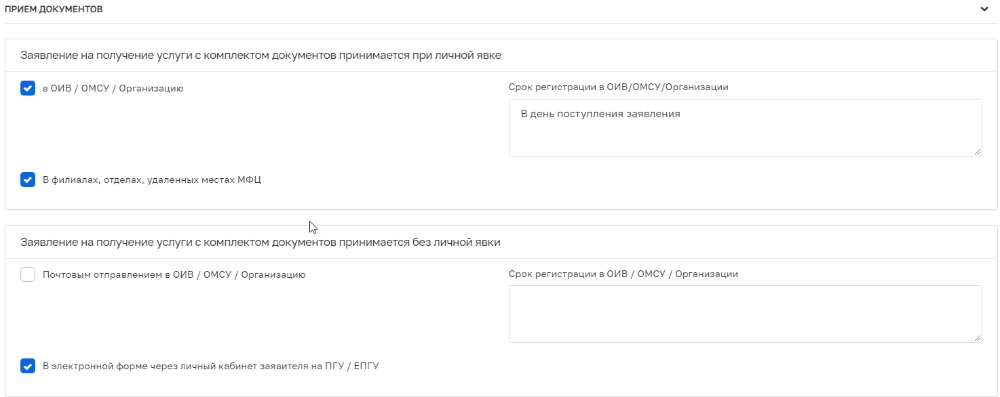 ПРИЕМ ДОКУМЕНТОВ
Заявление на получение услуги с комплектом документов принимается при личной явке
в ОИВ / ОМСУ / Организацию
Срок регистрации в ОИВ/ОМСУ/Организации
В день поступления заявления
В филиалах, отделах, удаленных местах МФЦ
Заявление на получение услуги с комплектом документов принимается без личной явки
Почтовым отправлением в ОИВ / ОМСУ / Организацию
Срок регистрации в ОИВ / ОМСУ / Организации
В электронной форме через личный кабинет заявителя на ПГУ / ЕПГУ